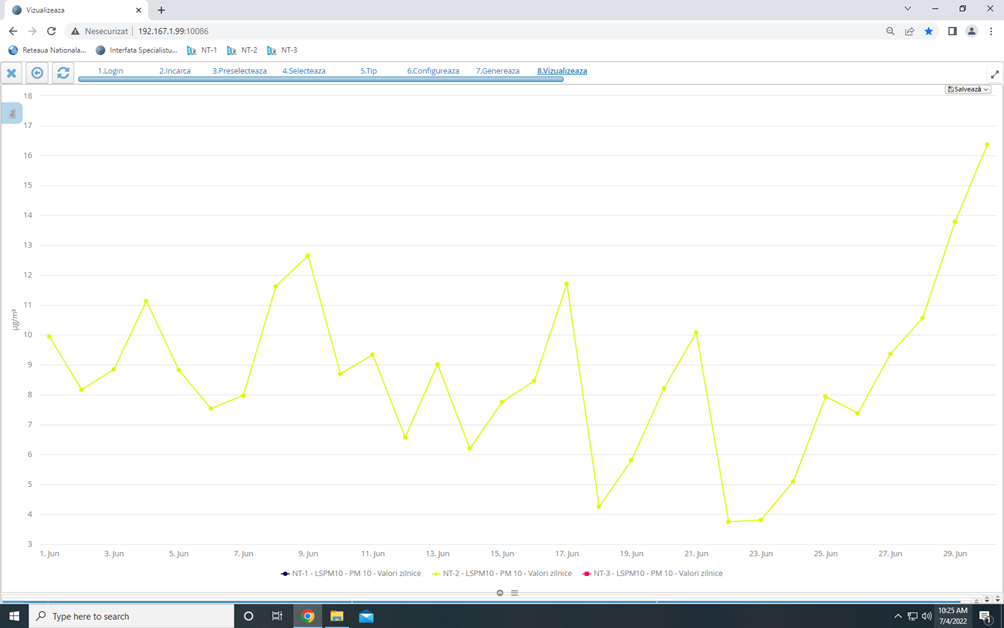 Vizualizeaza
Nesecurizat | 192.167.1.99:10086
Reteaua Nationala... Interfata Specialistu... NT-1 NT-2 NT-3
1.Login 2.Incarca 3.Preselecteaza 4.Selecteaza 5.Tip 6.Configureaza 7.Genereaza 8.Vizualizeaza
Salvează
18
17
16
15
14
13
12
11
10
9
8
7
6
5
4
3
µg/m³
1. Jun 3. Jun 5. Jun 7. Jun 9. Jun 11. Jun 13. Jun 15. Jun 17. Jun 19. Jun 21. Jun 23. Jun 25. Jun 27. Jun 29. Jun
NT-1 - LSPM10 - PM 10 - Valori zilnice NT-2 - LSPM10 - PM 10 - Valori zilnice NT-3 - LSPM10 - PM 10 - Valori zilnice
Type here to search
10:25 AM
7/4/2022
1